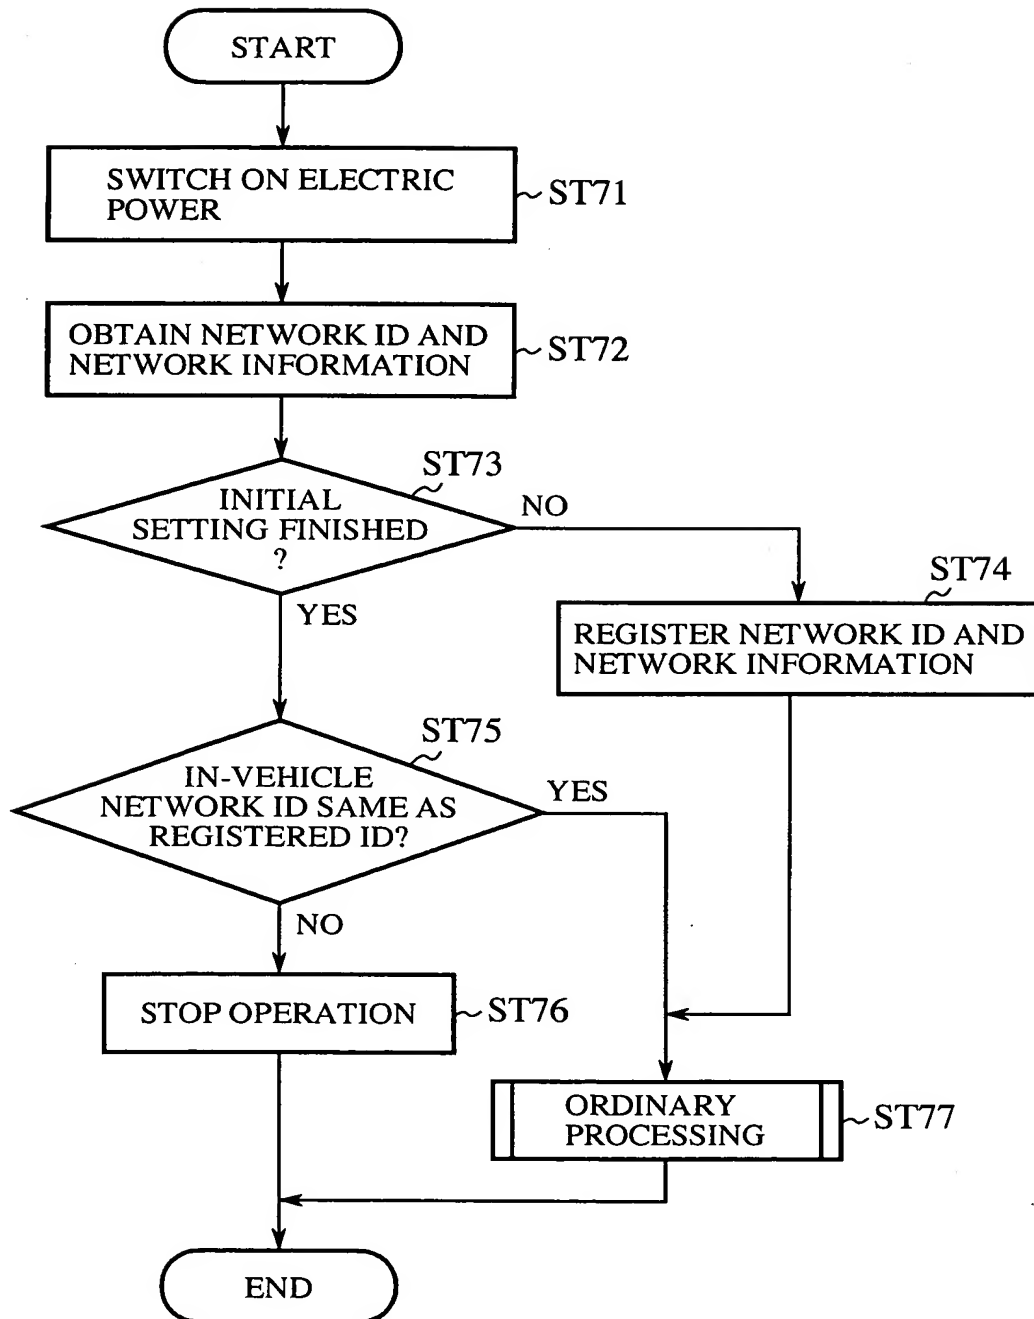 START
SWITCH ON ELECTRIC
POWER
ST71
OBTAIN NETWORK ID AND
NETWORK INFORMATION
ST72
ST73
INITIAL
SETTING FINISHED
?
NO
YES
ST74
REGISTER NETWORK ID AND
NETWORK INFORMATION
ST75
IN-VEHICLE
NETWORK ID SAME AS
REGISTERED ID?
YES
NO
STOP OPERATION
ST76
ORDINARY
PROCESSING
ST77
END